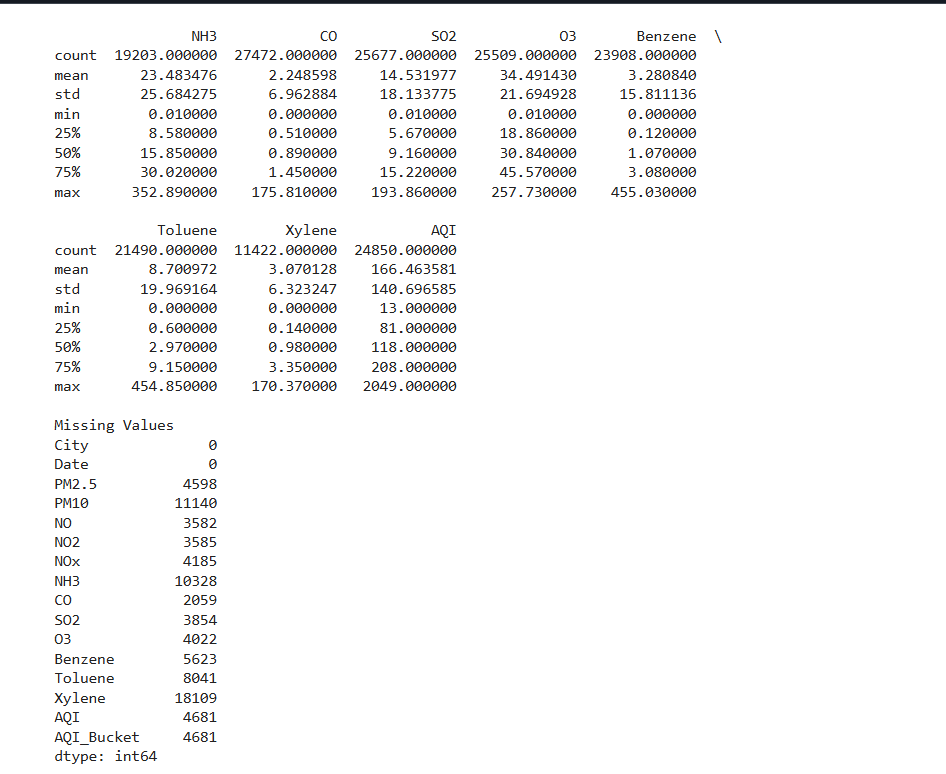 NH3 CO SO2 O3 Benzene \
count 19203.000000 27472.000000 25677.000000 25509.000000 23908.000000
mean 23.483476 2.248598 14.531977 34.491430 3.280840
std 25.684275 6.962884 18.133775 21.694928 15.811136
min 0.010000 0.000000 0.010000 0.010000 0.000000
25% 8.580000 0.510000 5.670000 18.860000 0.120000
50% 15.850000 0.890000 9.160000 30.840000 1.070000
75% 30.020000 1.450000 15.220000 45.570000 3.080000
max 352.890000 175.810000 193.860000 257.730000 455.030000
Toluene Xylene AQI
count 21490.000000 11422.000000 24850.000000
mean 8.700972 3.070128 166.463581
std 19.969164 6.323247 140.696585
min 0.000000 0.000000 13.000000
25% 0.600000 0.140000 81.000000
50% 2.970000 0.980000 118.000000
75% 9.150000 3.350000 208.000000
max 454.850000 170.370000 2049.000000
Missing Values
City 0
Date 0
PM2.5 4598
PM10 11140
NO 3582
NO2 3585
NOx 4185
NH3 10328
CO 2059
SO2 3854
O3 4022
Benzene 5623
Toluene 8041
Xylene 18109
AQI 4681
AQI_Bucket 4681
dtype: int64